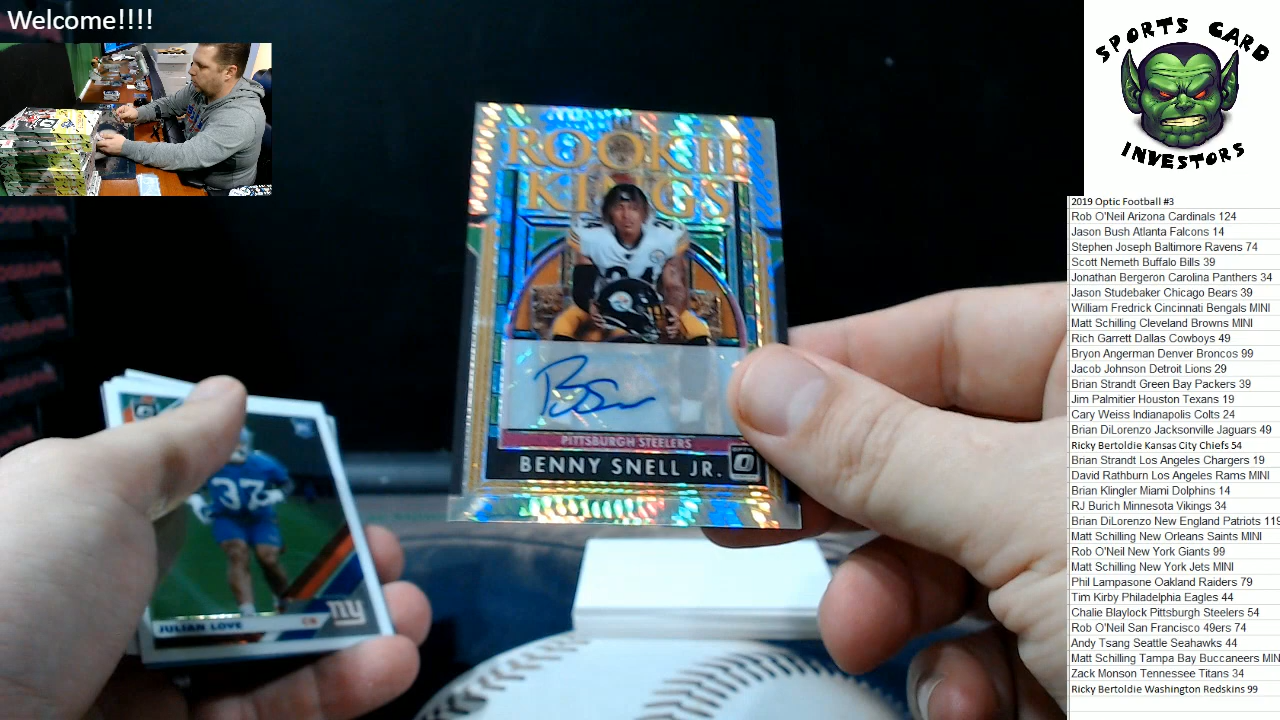 Welcome!!!!
SPORTS CARD
INVESTORS
ROOKIE
KINGS
24
PITTSBURGH STEELERS
BENNY SNELL JR.
OPTIC
37
JULIAN LOVE
CB
ny
2019 Optic Football #3
Rob O'Neil Arizona Cardinals 124
Jason Bush Atlanta Falcons 14
Stephen Joseph Baltimore Ravens 74
Scott Nemeth Buffalo Bills 39
Jonathan Bergeron Carolina Panthers 34
Jason Studebaker Chicago Bears 39
William Fredrick Cincinnati Bengals MINI
Matt Schilling Cleveland Browns MINI
Rich Garrett Dallas Cowboys 49
Bryon Angerman Denver Broncos 99
Jacob Johnson Detroit Lions 29
Brian Strandt Green Bay Packers 39
Jim Palmitier Houston Texans 19
Cary Weiss Indianapolis Colts 24
Brian DiLorenzo Jacksonville Jaguars 49
Ricky Bertoldie Kansas City Chiefs 54
Brian Strandt Los Angeles Chargers 19
David Rathburn Los Angeles Rams MINI
Brian Klingler Miami Dolphins 14
RJ Burich Minnesota Vikings 34
Brian DiLorenzo New England Patriots 11
Matt Schilling New Orleans Saints MINI
Rob O'Neil New York Giants 99
Matt Schilling New York Jets MINI
Phil Lampasone Oakland Raiders 79
Tim Kirby Philadelphia Eagles 44
Chalie Blaylock Pittsburgh Steelers 54
Rob O'Neil San Francisco 49ers 74
Andy Tsang Seattle Seahawks 44
Matt Schilling Tampa Bay Buccaneers MIN
Zack Monson Tennessee Titans 34
Ricky Bertoldie Washington Redskins 99